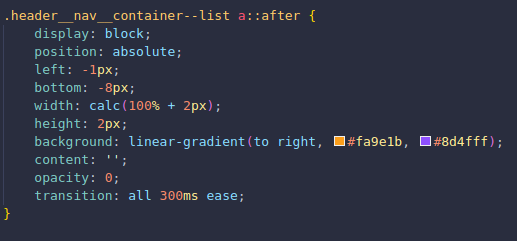 .header__nav__container--list a::after {
    display: block;
    position: absolute;
    left: -1px;
    bottom: -8px;
    width: calc(100% + 2px);
    height: 2px;
    background: linear-gradient(to right, #fa9e1b, #8d4fff);
    content: '';
    opacity: 0;
    transition: all 300ms ease;
}